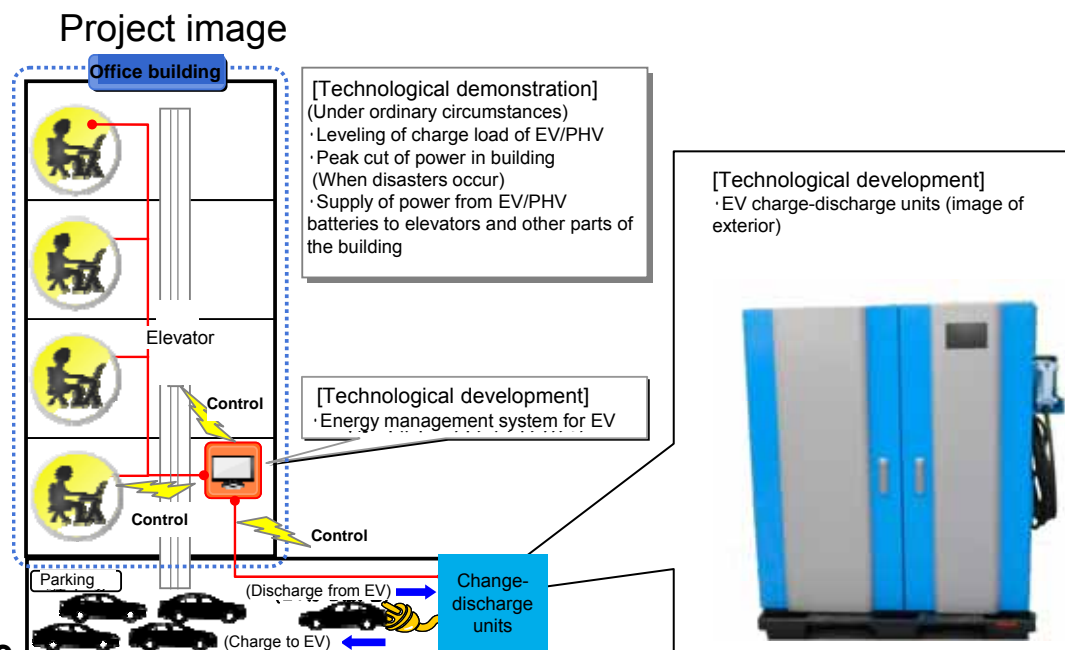 Project image
Office building
[Technological demonstration]
(Under ordinary circumstances)
·Leveling of charge load of EV/PHV
·Peak cut of power in building
(When disasters occur)
·Supply of power from EV/PHV
batteries to elevators and other parts of
the building
[Technological development]
·EV charge-discharge units (image of
exterior)
Elevator
[Technological development]
·Energy management system for EV
Control
Control
Control
Parking
(Discharge from EV)
(Charge to EV)
Change-
discharge
units